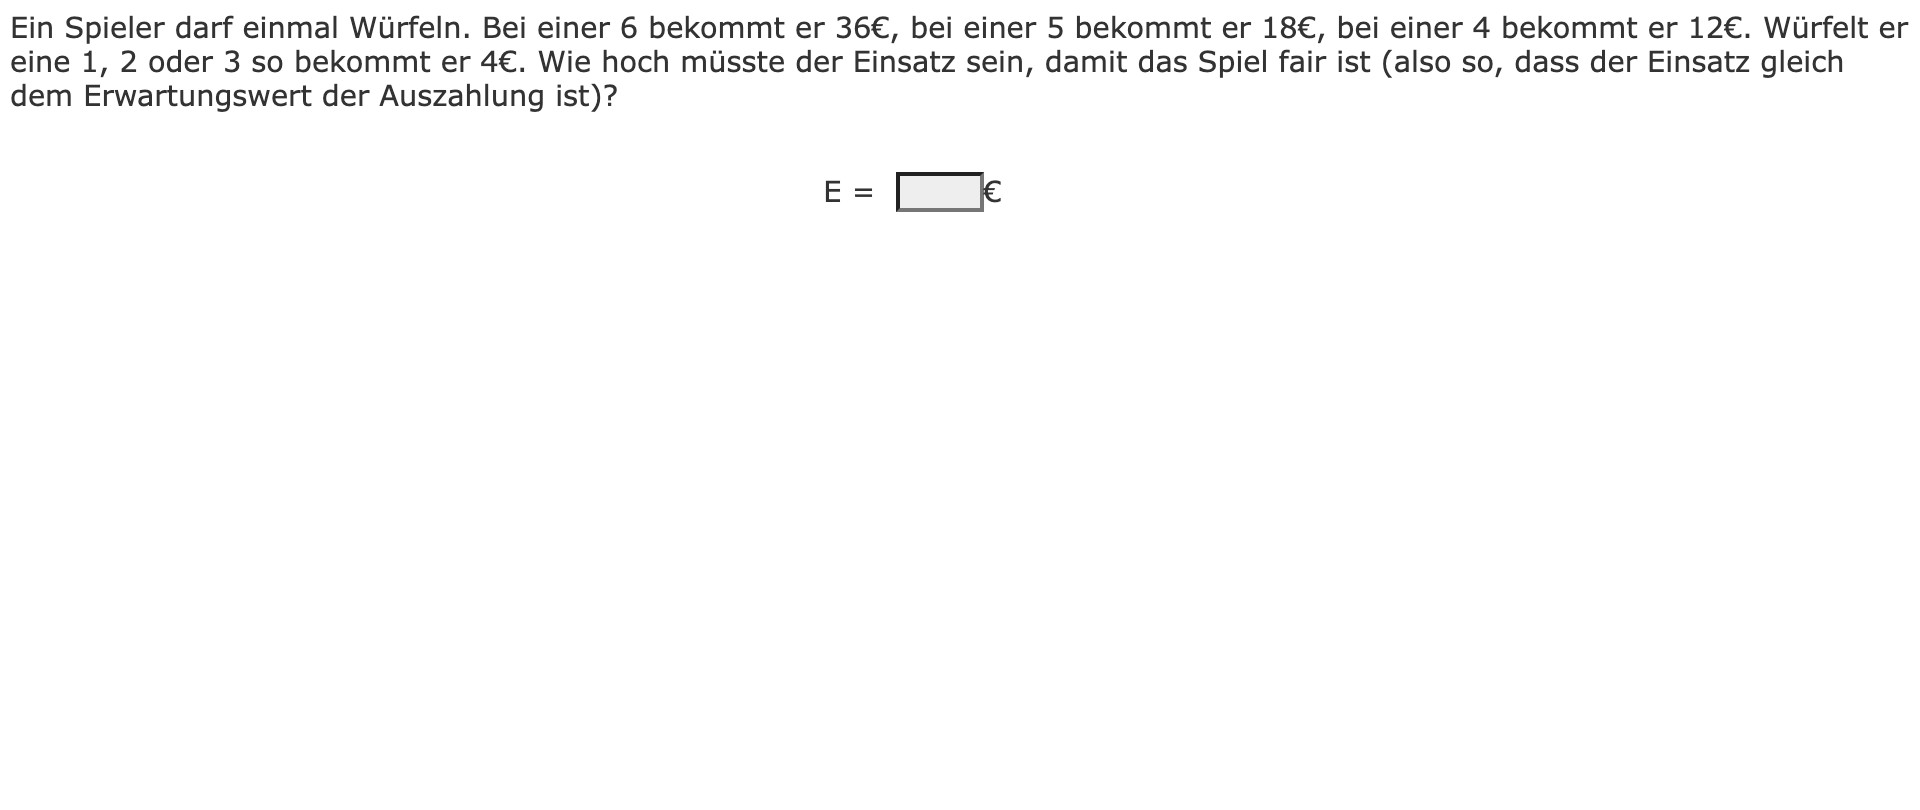 Ein Spieler darf einmal Würfeln. Bei einer 6 bekommt er 36€, bei einer 5 bekommt er 18€, bei einer 4 bekommt er 12€. Würfelt er
eine 1, 2 oder 3 so bekommt er 4€. Wie hoch müsste der Einsatz sein, damit das Spiel fair ist (also so, dass der Einsatz gleich
dem Erwartungswert der Auszahlung ist)?
E = €